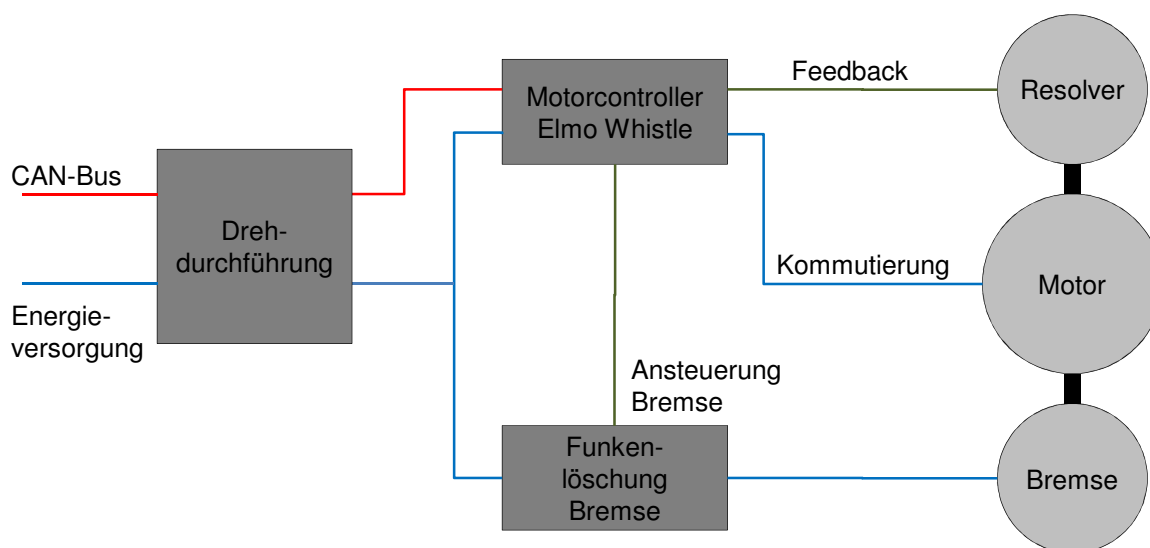 CAN-Bus
Energie-
versorgung
Dreh-
durchführung
Motorcontroller
Elmo Whistle
Feedback
Resolver
Kommutierung
Motor
Ansteuerung
Bremse
Funken-
löschung
Bremse
Bremse